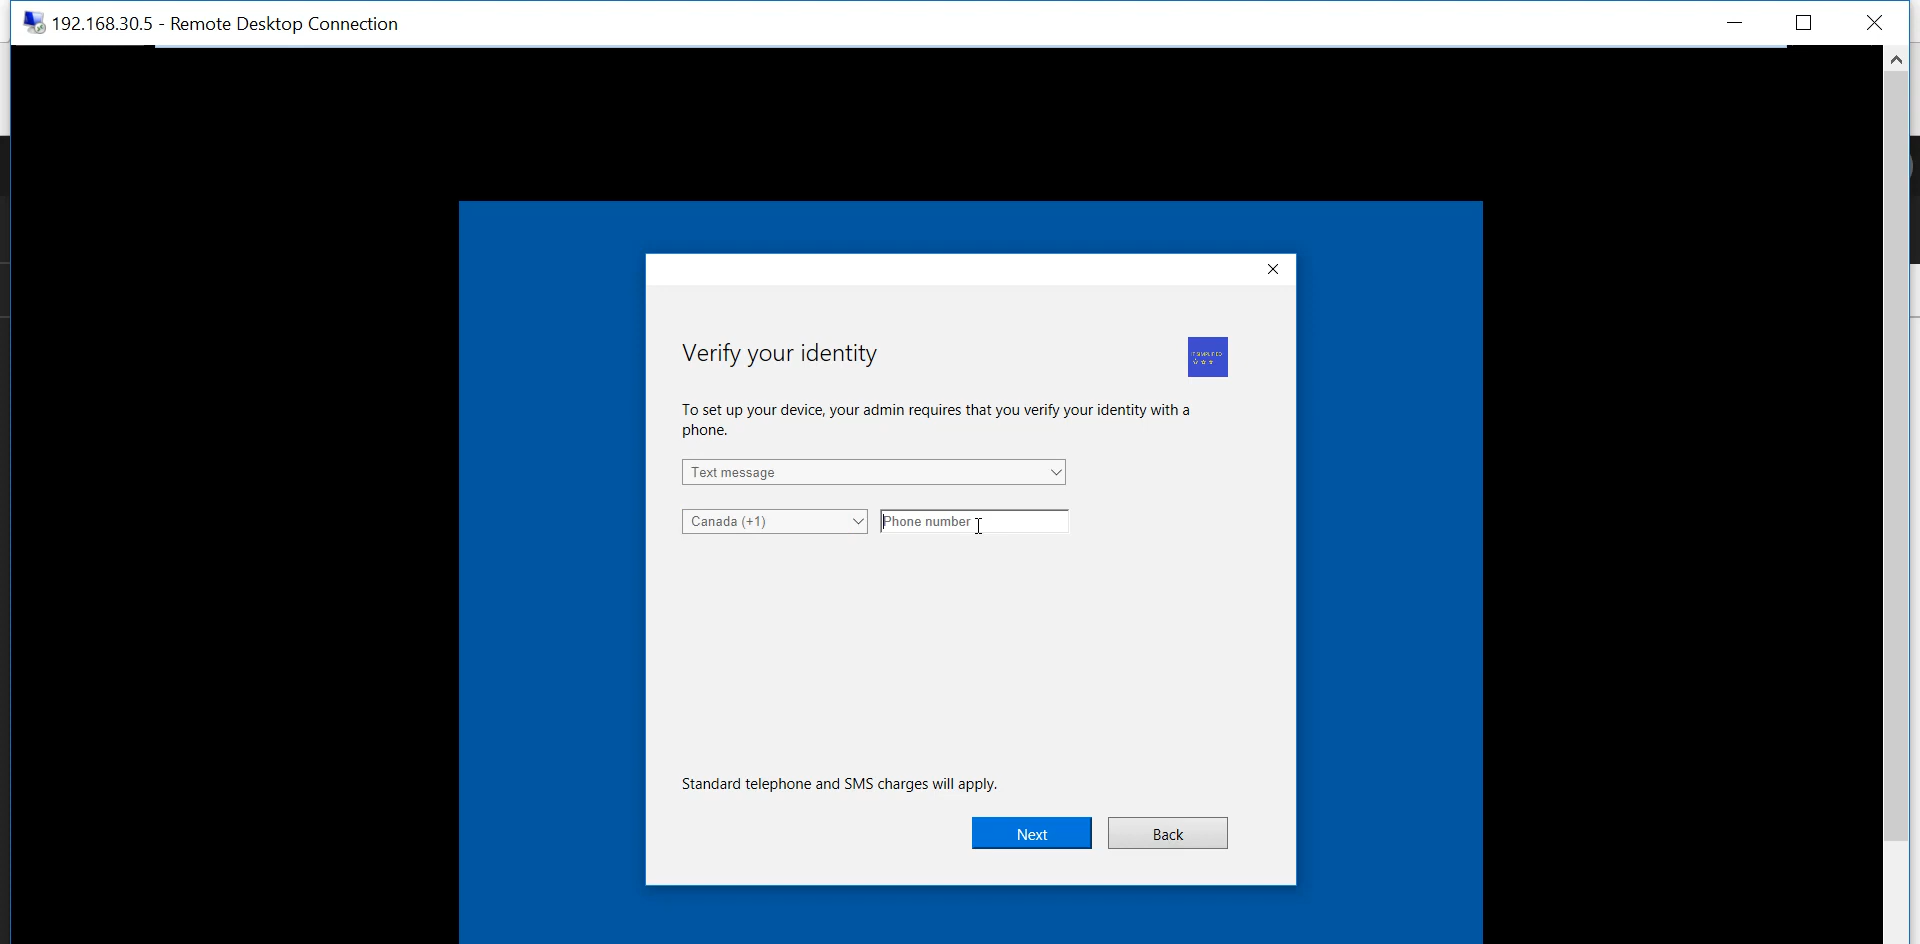 192.168.30.5 - Remote Desktop Connection
Verify your identity
To set up your device, your admin requires that you verify your identity with a
phone.
Text message
Canada (+1)
Phone number
Standard telephone and SMS charges will apply.
Next
Back